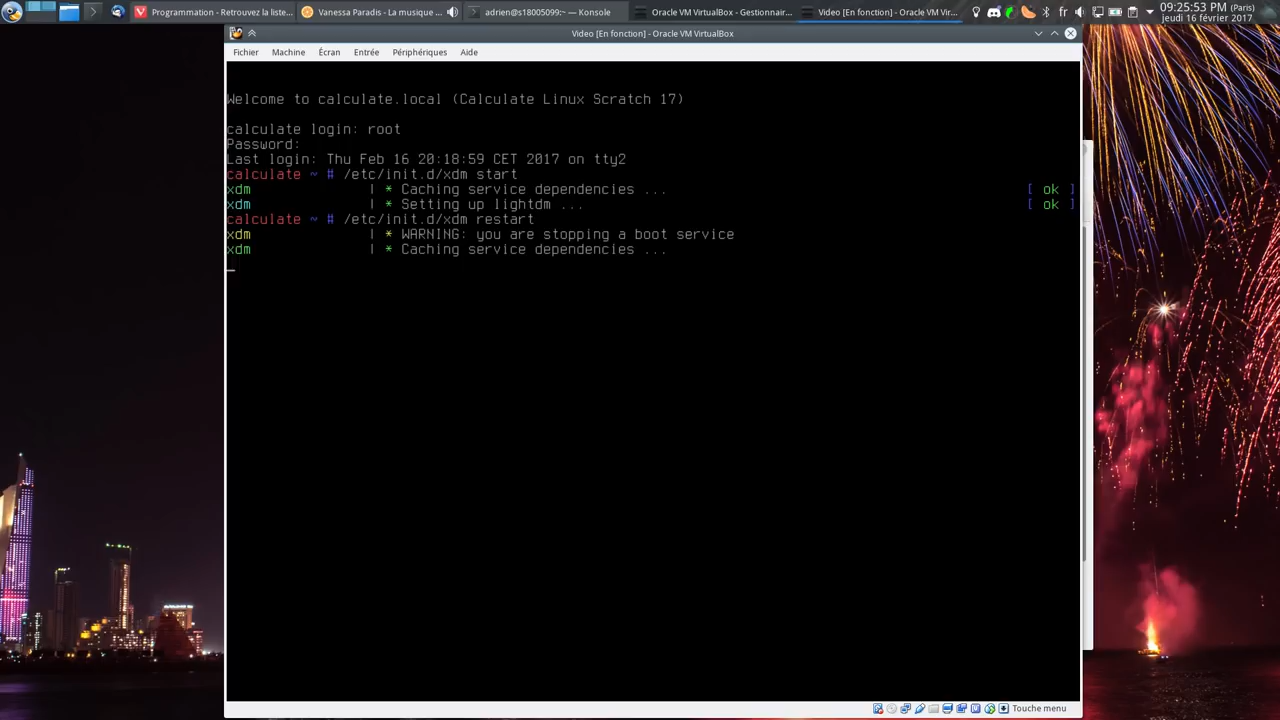 Programmation - Retrouvez la liste...
Vanessa Paradis - La musique ...
adrien@s18005099:~ — Konsole
Oracle VM VirtualBox - Gestionnair...
Video [En fonction] - Oracle VM Vir...
fr
09:25:53 PM (Paris)
jeudi 16 février 2017
Video [En fonction] - Oracle VM VirtualBox
Fichier Machine Écran Entrée Périphériques Aide
Welcome to calculate.local (Calculate Linux Scratch 17)
calculate login: root
Password:
Last login: Thu Feb 16 20:18:59 CET 2017 on tty2
calculate ~ # /etc/init.d/xdm start
xdm | * Caching service dependencies ... [ ok ]
xdm | * Setting up lightdm ... [ ok ]
calculate ~ # /etc/init.d/xdm restart
xdm | * WARNING: you are stopping a boot service
xdm | * Caching service dependencies ...
Touche menu